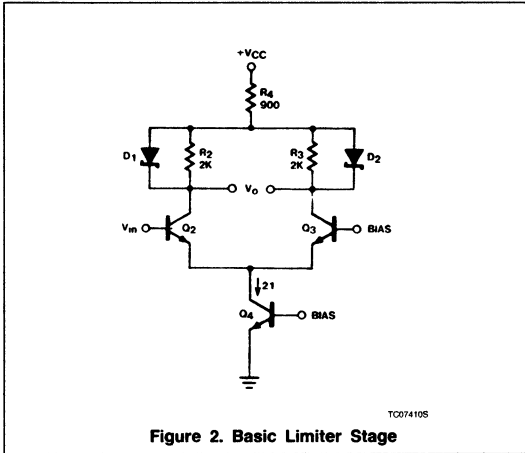 +VCC
R4
900
D1
R2
2K
R3
2K
D2
Vo
Vin
Q2
Q3
BIAS
21
Q4
BIAS
TC07410S
Figure 2. Basic Limiter Stage